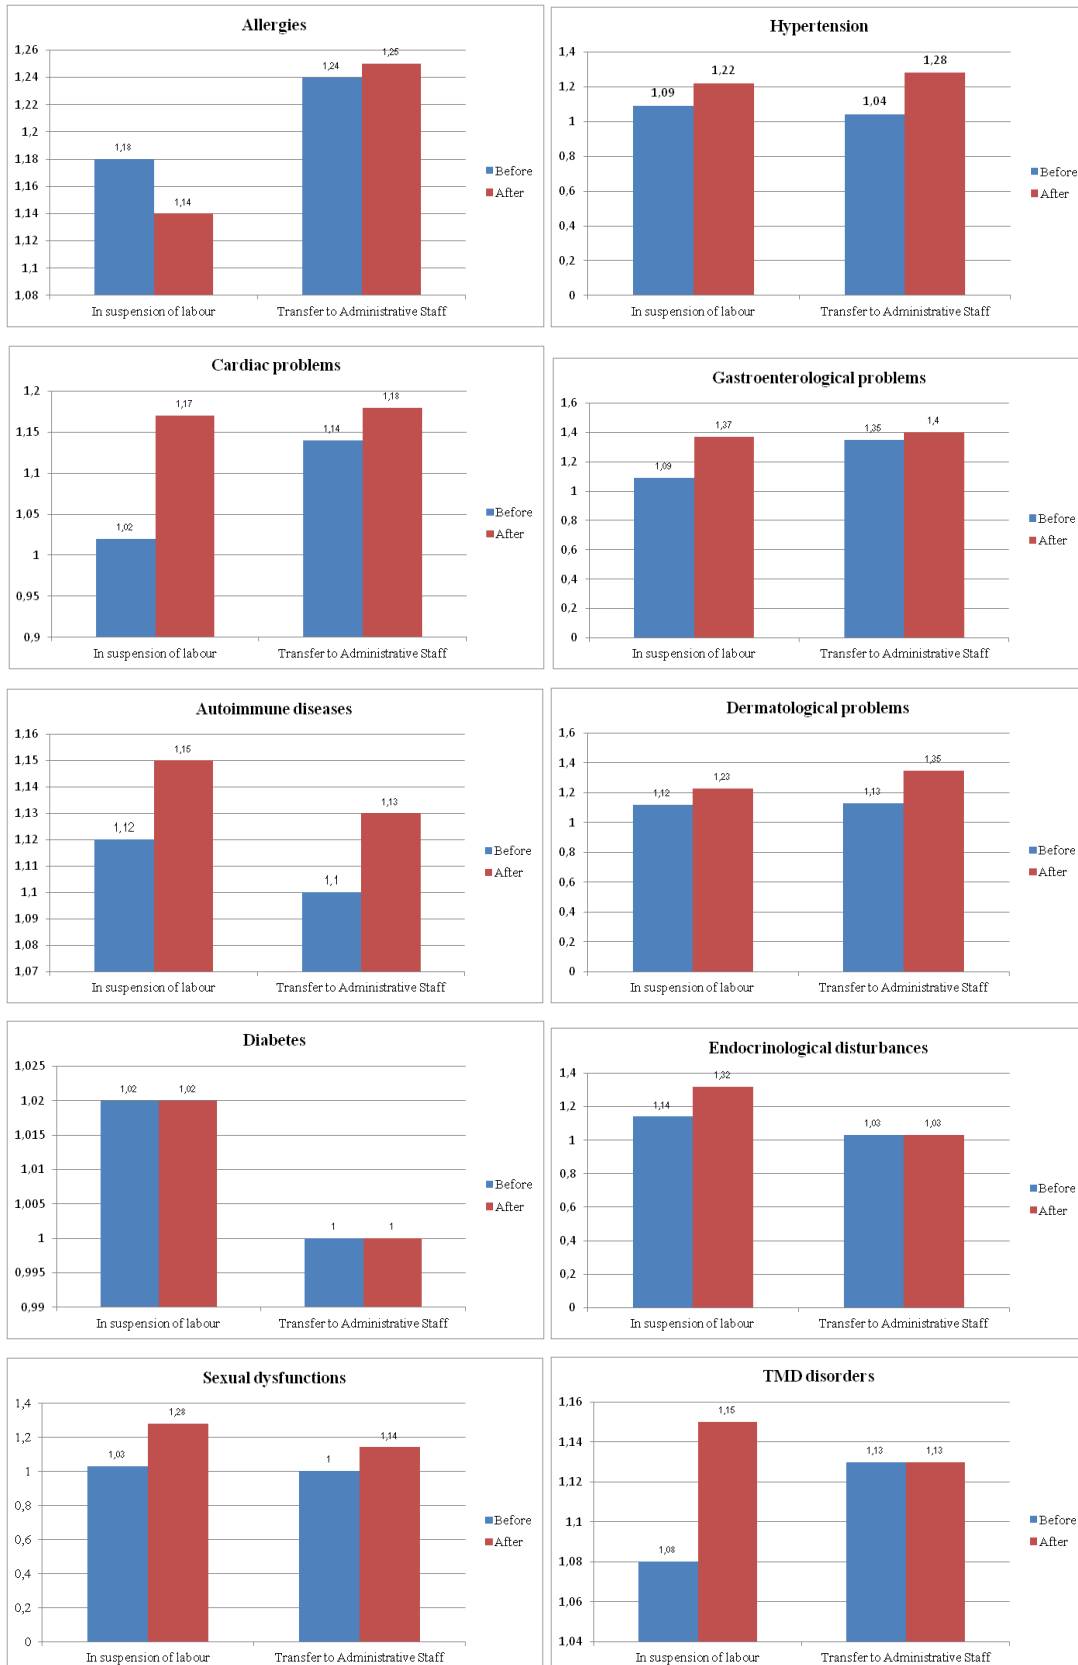 Allergies
1,26
1,24
1,22
1,2
1,18
1,16
1,14
1,12
1,1
1,08
1,18
1,14
1,24
1,25
In suspension of labour
Transfer to Administrative Staff
Before
After
Hypertension
1,4
1,2
1
0,8
0,6
0,4
0,2
0
1,09
1,22
1,04
1,28
In suspension of labour
Transfer to Administrative Staff
Before
After
Cardiac problems
1,2
1,15
1,1
1,05
1
0,95
0,9
1,02
1,17
1,14
1,18
In suspension of labour
Transfer to Administrative Staff
Before
After
Gastroenterological problems
1,6
1,4
1,2
1
0,8
0,6
0,4
0,2
0
1,09
1,37
1,35
1,4
In suspension of labour
Transfer to Administrative Staff
Before
After
Autoimmune diseases
1,16
1,15
1,14
1,13
1,12
1,11
1,1
1,09
1,08
1,07
1,12
1,15
1,1
1,13
In suspension of labour
Transfer to Administrative Staff
Before
After
Dermatological problems
1,6
1,4
1,2
1
0,8
0,6
0,4
0,2
0
1,12
1,23
1,13
1,35
In suspension of labour
Transfer to Administrative Staff
Before
After
Diabetes
1,025
1,02
1,015
1,01
1,005
1
0,995
0,99
1,02
1,02
1
1
In suspension of labour
Transfer to Administrative Staff
Before
After
Endocrinological disturbances
1,4
1,2
1
0,8
0,6
0,4
0,2
0
1,14
1,32
1,03
1,03
In suspension of labour
Transfer to Administrative Staff
Before
After
Sexual dysfunctions
1,4
1,2
1
0,8
0,6
0,4
0,2
0
1,03
1,28
1
1,14
In suspension of labour
Transfer to Administrative Staff
Before
After
TMD disorders
1,16
1,14
1,12
1,1
1,08
1,06
1,04
1,08
1,15
1,13
1,13
In suspension of labour
Transfer to Administrative Staff
Before
After